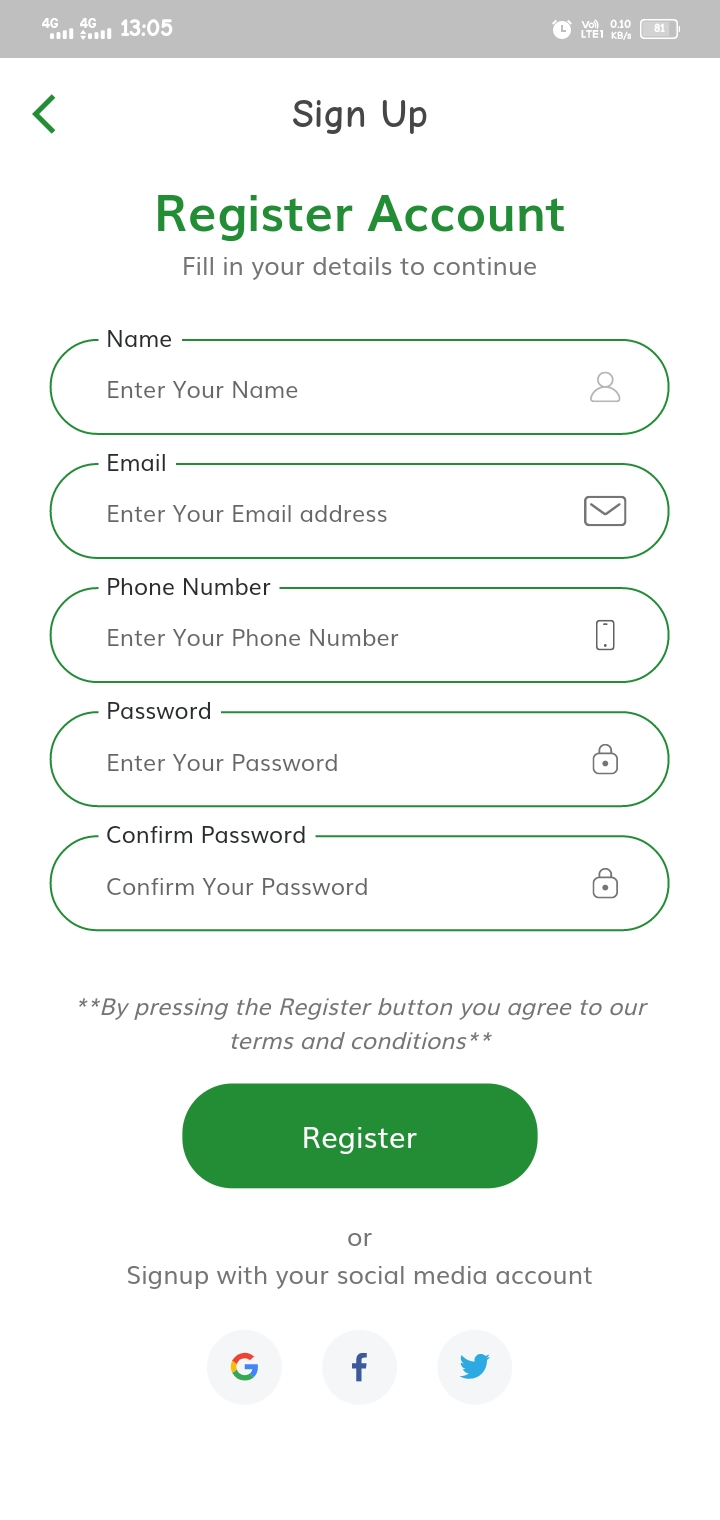 4G 4G 13:05 Vo)) LTE1 0.10 KB/s 81
Sign Up
Register Account
Fill in your details to continue
Name
Enter Your Name
Email
Enter Your Email address
Phone Number
Enter Your Phone Number
Password
Enter Your Password
Confirm Password
Confirm Your Password
**By pressing the Register button you agree to our
terms and conditions**
Register
or
Signup with your social media account